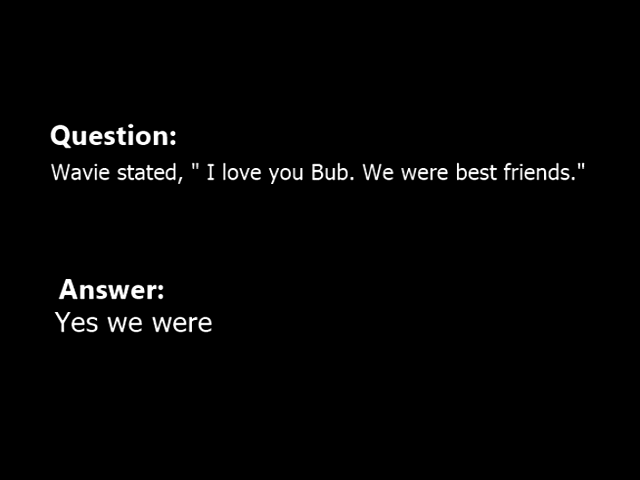 Question:
Wavie stated, " I love you Bub. We were best friends."
Answer:
Yes we were